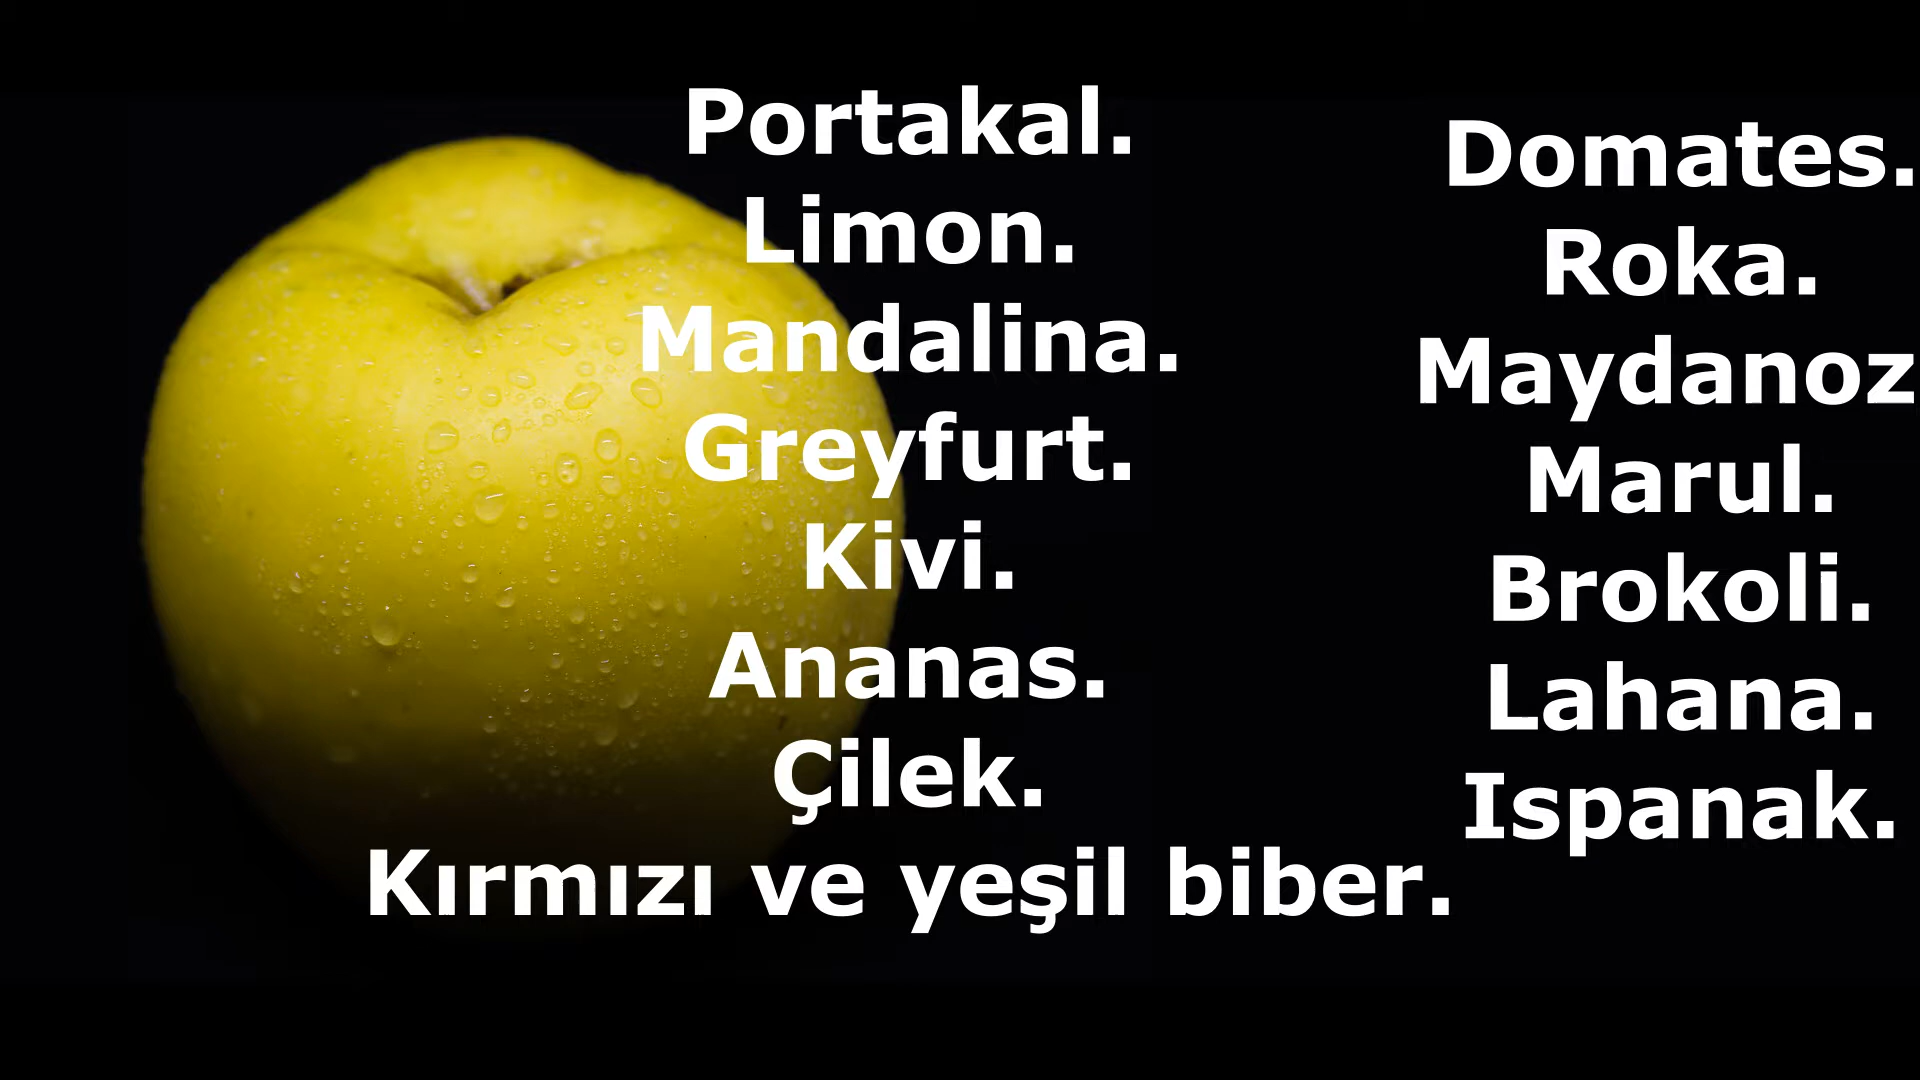 Portakal.
Limon.
Mandalina.
Greyfurt.
Kivi.
Ananas.
Çilek.
Kırmızı ve yeşil biber.
Domates.
Roka.
Maydanoz
Marul.
Brokoli.
Lahana.
Ispanak.